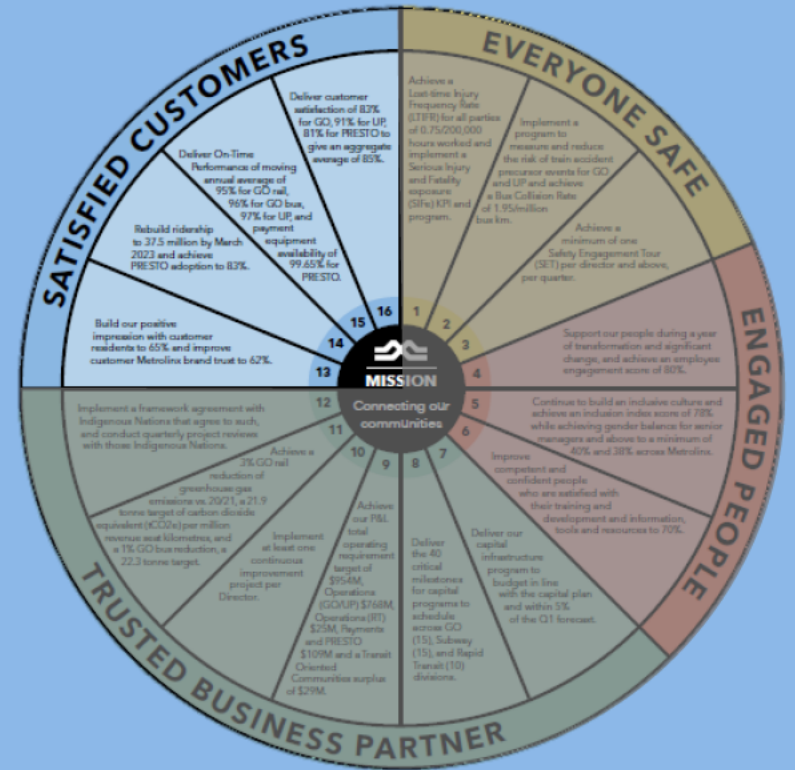 SATISFIED CUSTOMERS
EVERYONE SAFE
ENGAGED PEOPLE
TRUSTED BUSINESS PARTNER
MISSION
Connecting our
communities
1
Achieve a
Lost-time Injury
Frequency Rate
(LTIFR) for all parties
of 0.75/200,000
hours worked and
implement a
Serious Injury
and Fatality
exposure
(SIFe) KPI and
program.
2
Implement a
program to
measure and reduce
the risk of train accident
precursor events for GO
and UP and achieve
a Bus Collision Rate
of 1.95/million
bus km.
3
Achieve a
minimum of one
Safety Engagement Tour
(SET) per director and above,
per quarter.
4
Support our people during a year
of transformation and significant
change, and achieve an employee
engagement score of 80%.
5
Continue to build an inclusive culture and
achieve an inclusion index score of 78%
while achieving gender balance for senior
managers and above to a minimum of
40% and 38% across Metrolinx.
6
Improve
competent and
confident people
who are satisfied with
their training and
development and information,
tools and resources to 70%.
7
Deliver our
capital
infrastructure
program to
budget in line
with the capital plan
and within 5%
of the Q1 forecast.
8
Deliver
the 40
critical
milestones
for capital
programs to
schedule
across GO
(15), Subway
(15), and Rapid
Transit (10)
divisions.
9
Achieve
our P&L
total
operating
requirement
target of
$954M,
Operations
(GO/UP) $768M,
Operations (RT)
$25M, Payments
and PRESTO
$109M and a Transit
Oriented
Communities surplus
of $29M.
10
Implement
at least one
continuous
improvement
project per
Director.
11
Achieve a
3% GO rail
reduction of
greenhouse gas
emissions vs. 20/21, a 21.9
tonne target of carbon dioxide
equivalent (tCO2e) per million
revenue seat kilometres, and
a 1% GO bus reduction, a
22.3 tonne target.
12
Implement a framework agreement with
Indigenous Nations that agree to such,
and conduct quarterly project reviews
with those Indigenous Nations.
13
Build our positive
impression with customer
residents to 65% and improve
customer Metrolinx brand trust to 62%.
14
Rebuild ridership
to 37.5 million by March
2023 and achieve
PRESTO adoption to 83%.
15
Deliver On-Time
Performance of moving
annual average of
95% for GO rail,
96% for GO bus,
97% for UP, and
payment
equipment
availability of
99.65% for
PRESTO.
16
Deliver customer
satisfaction of 83%
for GO, 91% for UP,
81% for PRESTO to
give an aggregate
average of 85%.